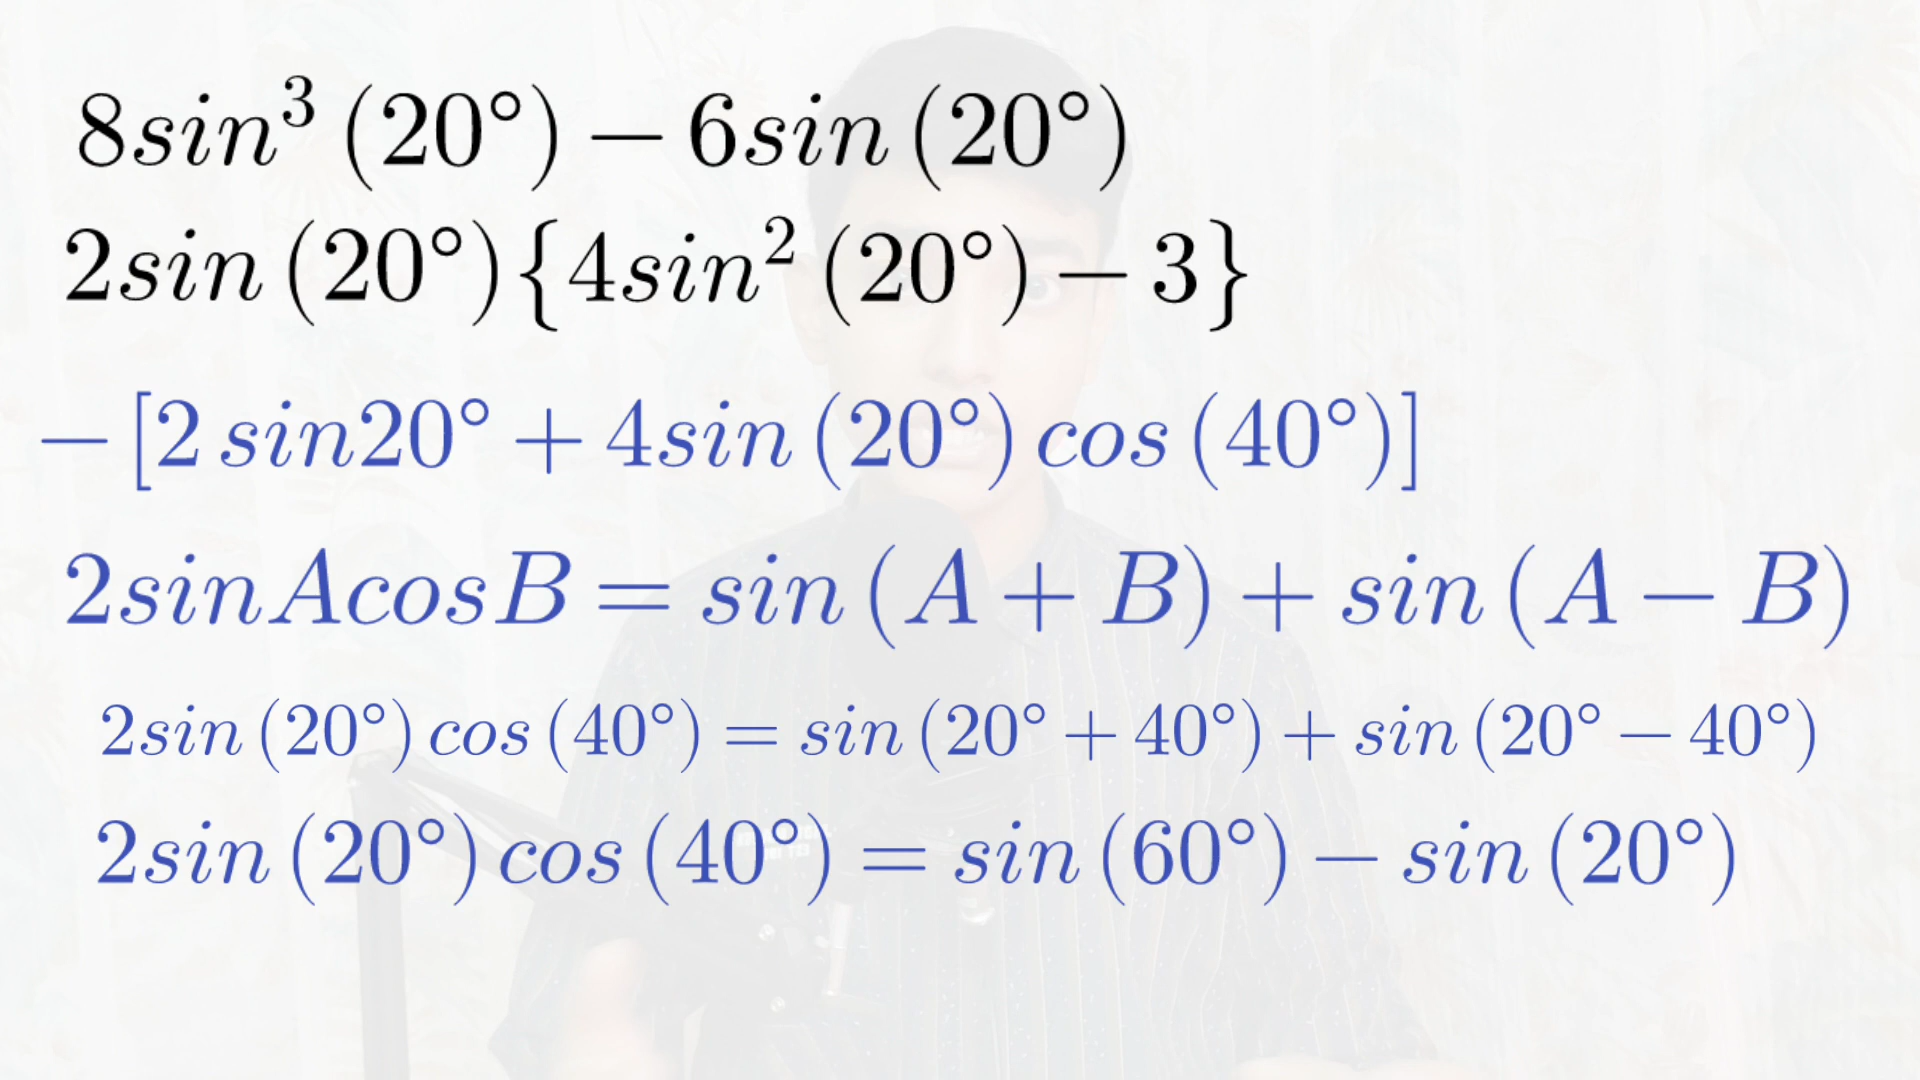 8sin³ (20°) − 6sin (20°)
2sin (20°) {4sin² (20°) − 3}
− [2 sin20° + 4sin (20°) cos (40°)]
2sinAcosB = sin (A + B) + sin (A − B)
2sin (20°) cos (40°) = sin (20° + 40°) + sin (20° − 40°)
2sin (20°) cos (40°) = sin (60°) − sin (20°)